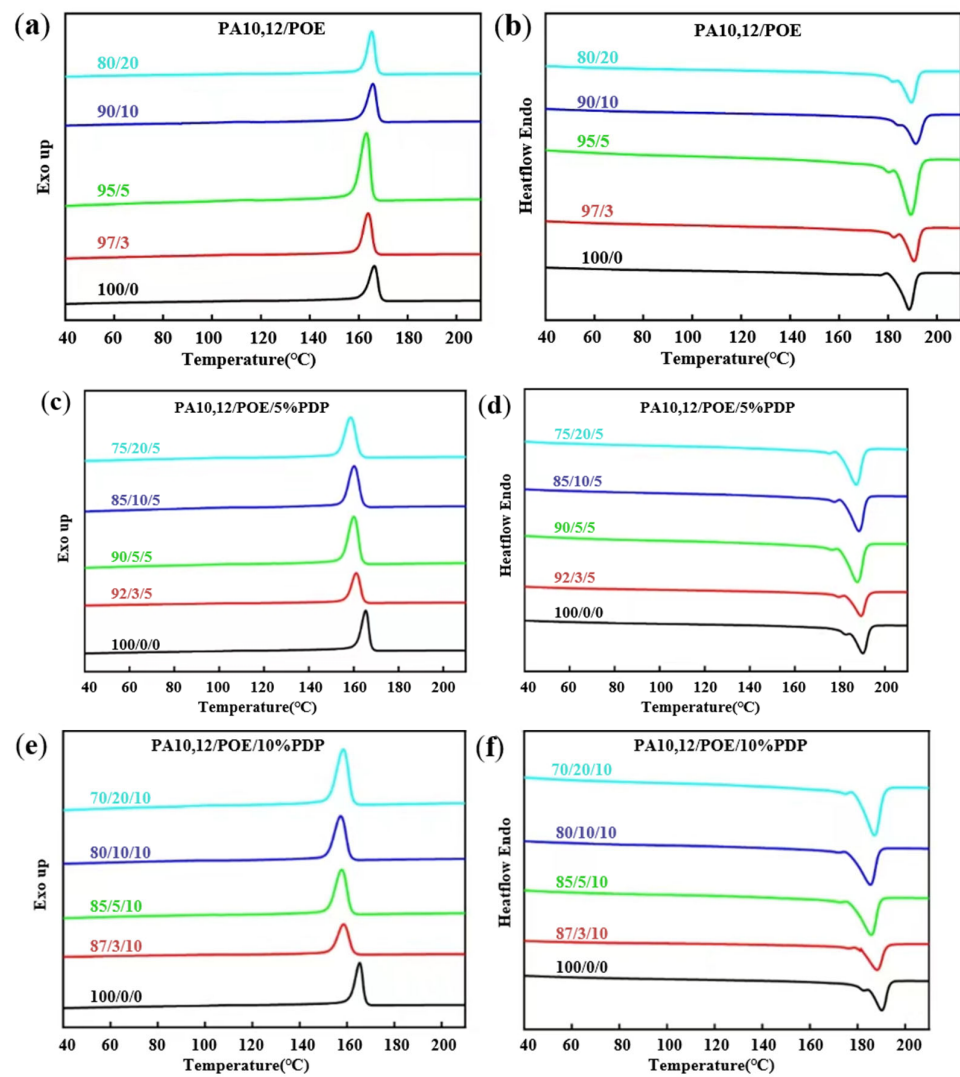 (a)
PA10,12/POE
80/20
90/10
95/5
97/3
100/0
Exo up
40 60 80 100 120 140 160 180 200
Temperature(°C)
(b)
PA10,12/POE
80/20
90/10
95/5
97/3
100/0
Heatflow Endo
40 60 80 100 120 140 160 180 200
Temperature(°C)
(c)
PA10,12/POE/5%PDP
75/20/5
85/10/5
90/5/5
92/3/5
100/0/0
Exo up
40 60 80 100 120 140 160 180 200
Temperature(°C)
(d)
PA10,12/POE/5%PDP
75/20/5
85/10/5
90/5/5
92/3/5
100/0/0
Heatflow Endo
40 60 80 100 120 140 160 180 200
Temperature(°C)
(e)
PA10,12/POE/10%PDP
70/20/10
80/10/10
85/5/10
87/3/10
100/0/0
Exo up
40 60 80 100 120 140 160 180 200
Temperature(°C)
(f)
PA10,12/POE/10%PDP
70/20/10
80/10/10
85/5/10
87/3/10
100/0/0
Heatflow Endo
40 60 80 100 120 140 160 180 200
Temperature(°C)